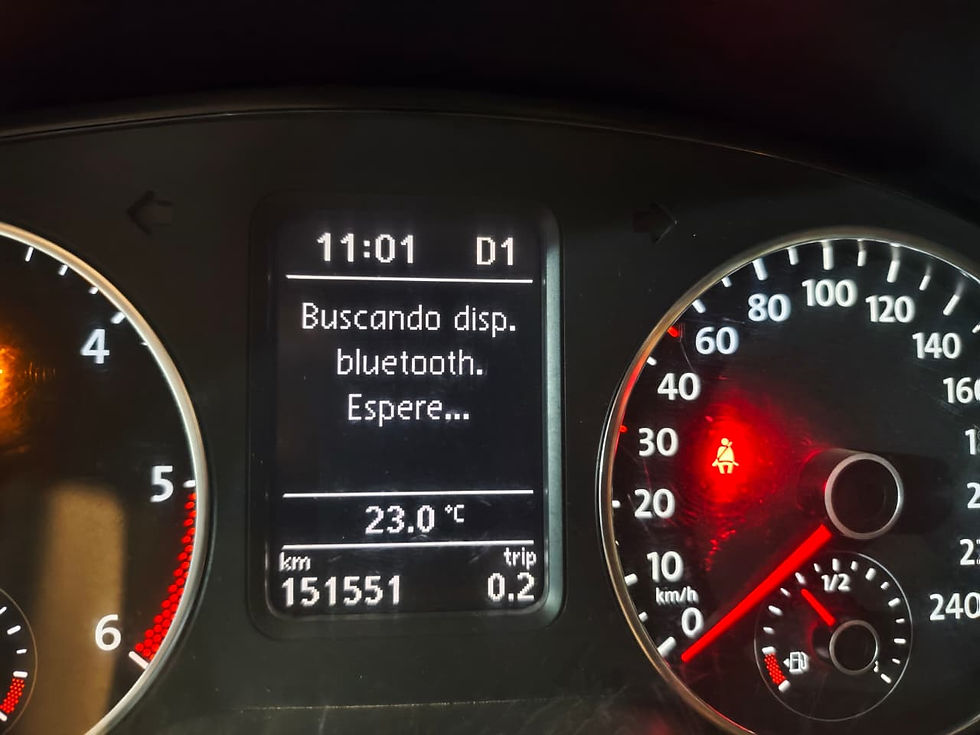 11:01 D1
Buscando disp.
bluetooth.
Espere...
23.0 °C
km trip
151551 0.2
4
5
6
0
10
20
30
40
60
80
100
120
140
km/h
240
1/2